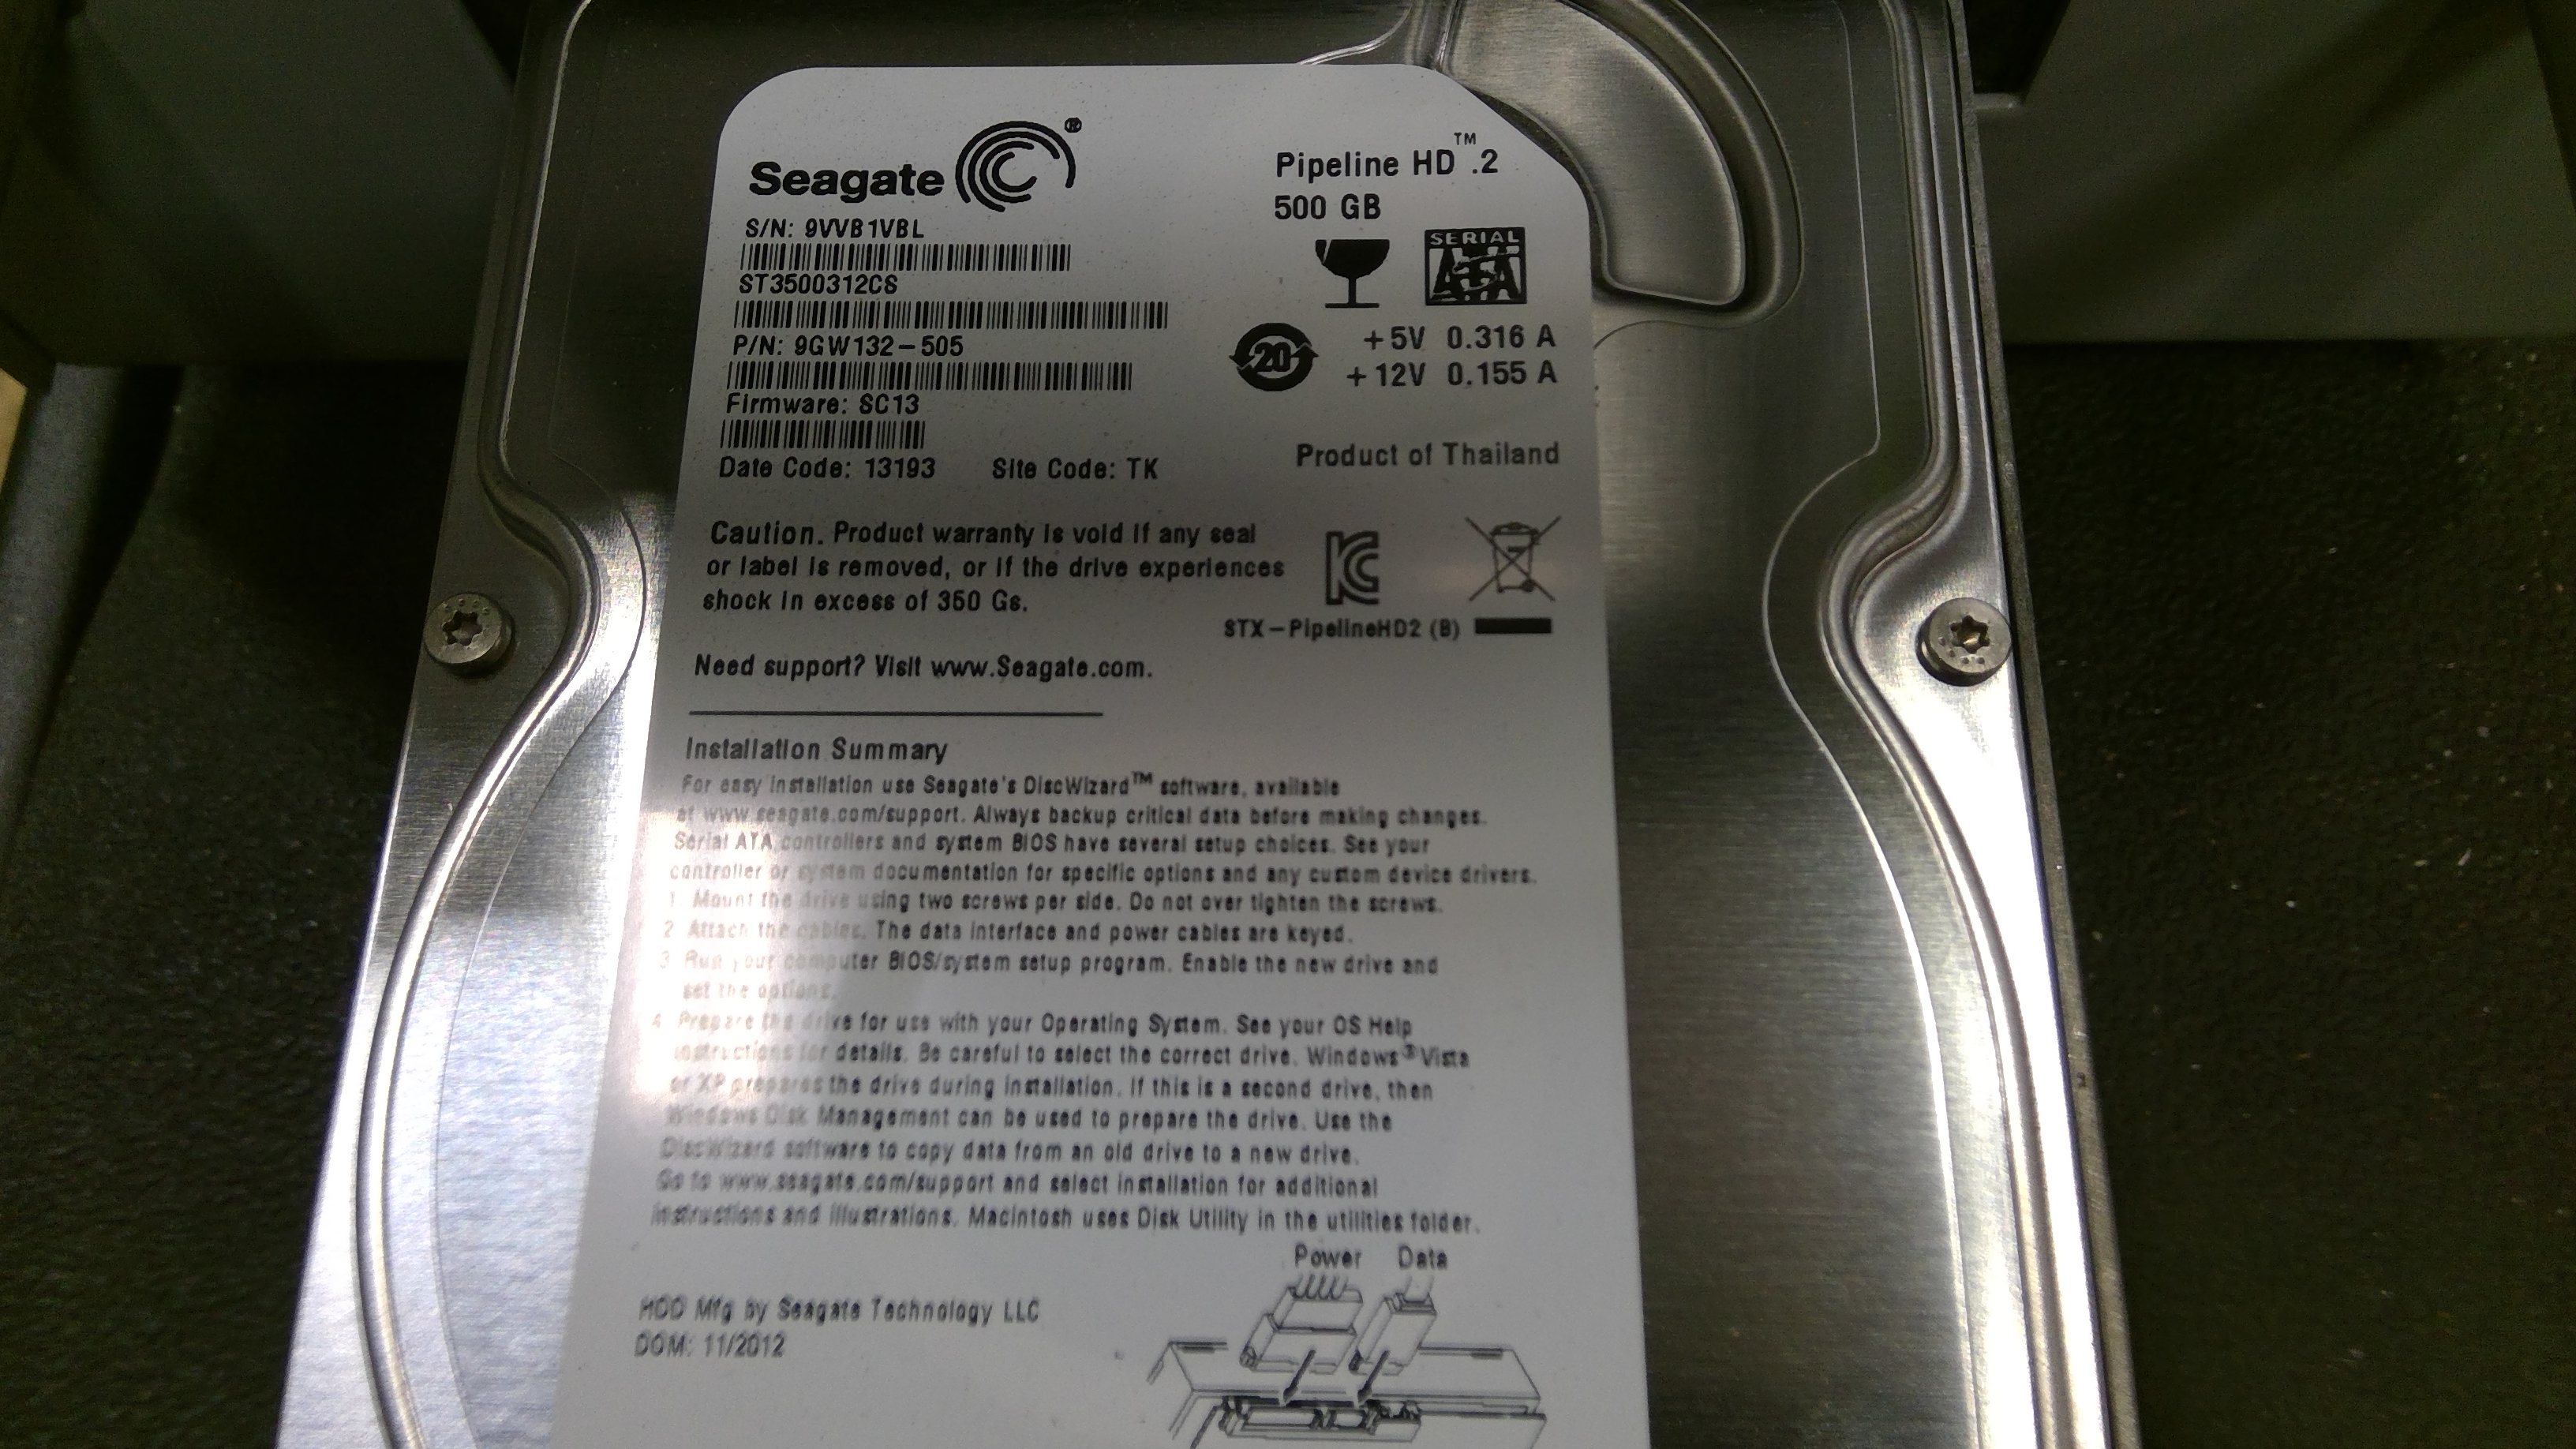 Seagate®
Pipeline HD™.2
500 GB
S/N: 9VVB1VBL
SERIAL
ATA
ST3500312CS
+5V 0.316 A
P/N: 9GW132-505
20
+12V 0.155 A
Firmware: SC13
Date Code: 13193 Site Code: TK
Product of Thailand
Caution. Product warranty is void if any seal
or label is removed, or if the drive experiences
shock in excess of 350 Gs.
STX-PipelineHD2 (B)
Need support? Visit www.Seagate.com.
Installation Summary
For easy installation use Seagate's DiscWizard™ software, available
at www.seagate.com/support. Always backup critical data before making changes.
Serial ATA controllers and system BIOS have several setup choices. See your
controller or system documentation for specific options and any custom device drivers.
1. Mount the drive using two screws per side. Do not over tighten the screws.
2. Attach the cables. The data interface and power cables are keyed.
3. Run your computer BIOS/system setup program. Enable the new drive and
set the options.
4. Prepare the drive for use with your Operating System. See your OS Help
instructions for details. Be careful to select the correct drive. Windows® Vista
or XP prepares the drive during installation. If this is a second drive, then
Windows Disk Management can be used to prepare the drive. Use the
DiscWizard software to copy data from an old drive to a new drive.
Go to www.seagate.com/support and select installation for additional
instructions and illustrations. Macintosh uses Disk Utility in the utilities folder.
Power Data
HDD Mfg by Seagate Technology LLC
DOM: 11/2012